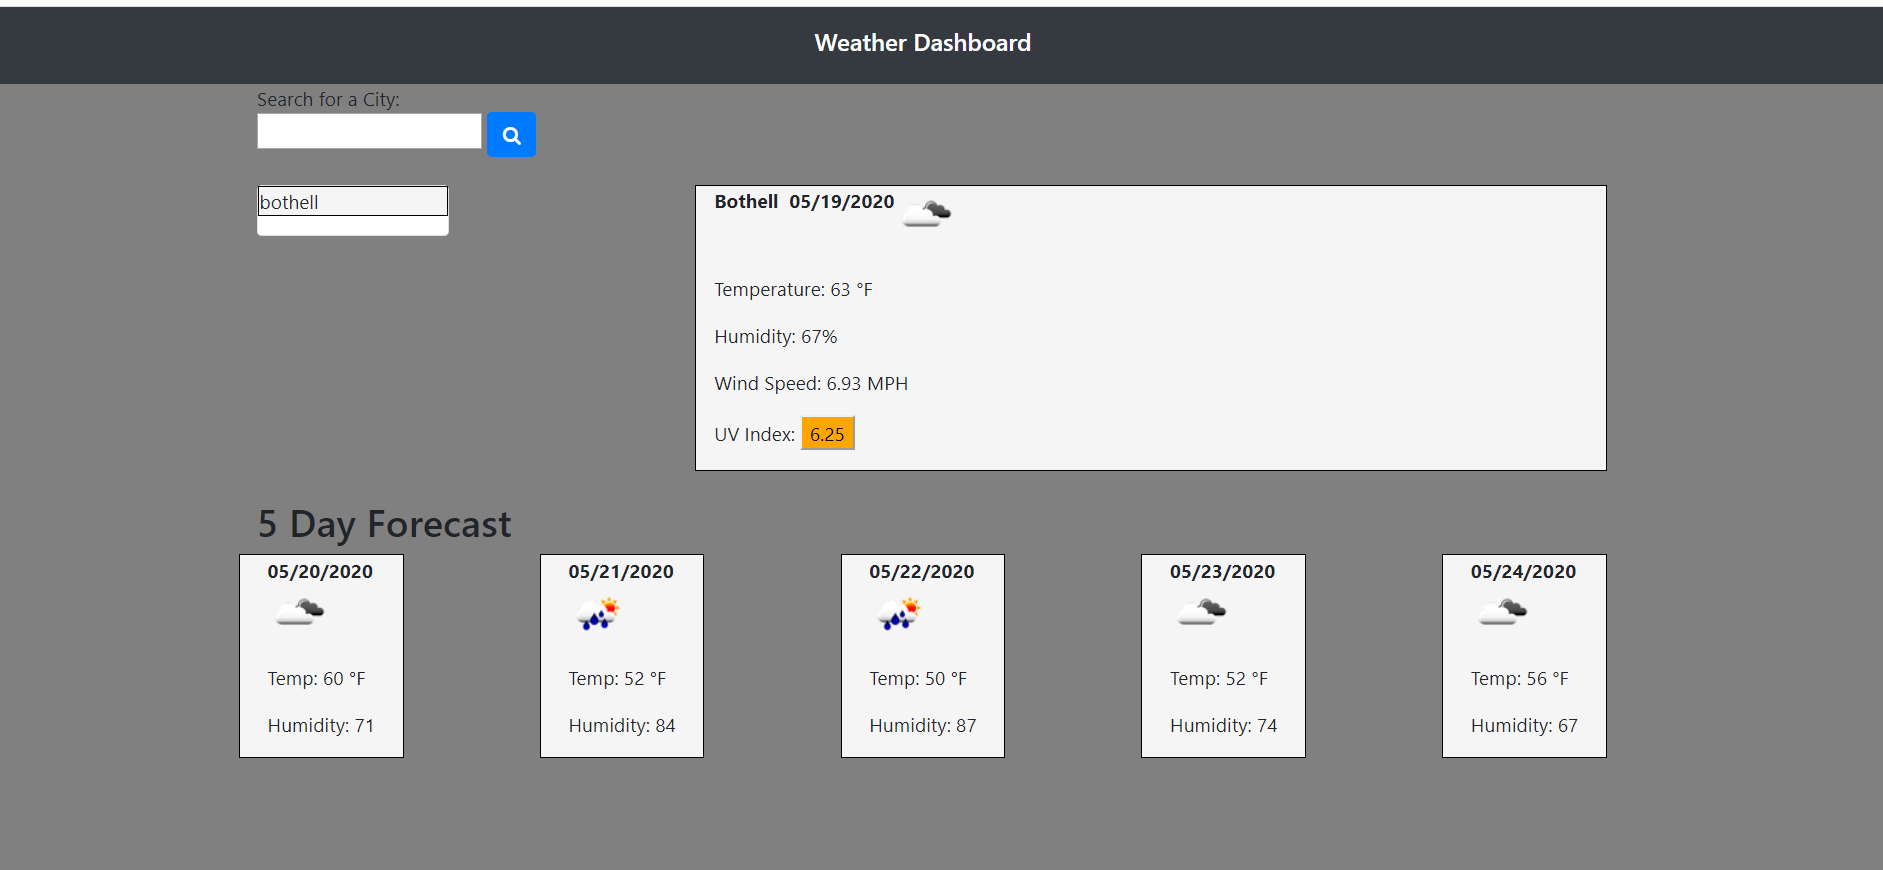 Weather Dashboard
Search for a City:
bothell
Bothell 05/19/2020
Temperature: 63 °F
Humidity: 67%
Wind Speed: 6.93 MPH
UV Index: 6.25
5 Day Forecast
05/20/2020
Temp: 60 °F
Humidity: 71
05/21/2020
Temp: 52 °F
Humidity: 84
05/22/2020
Temp: 50 °F
Humidity: 87
05/23/2020
Temp: 52 °F
Humidity: 74
05/24/2020
Temp: 56 °F
Humidity: 67